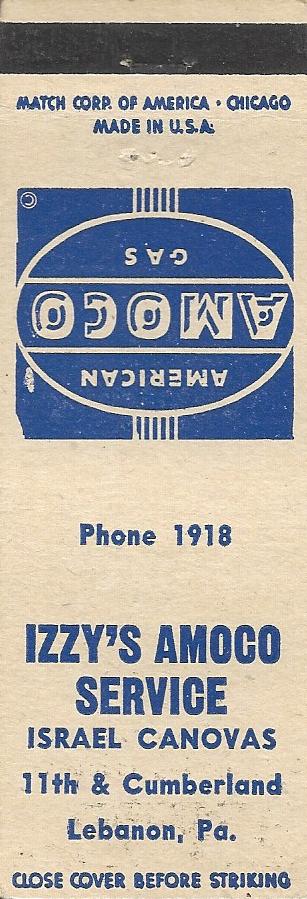 MATCH CORP. OF AMERICA · CHICAGO
MADE IN U.S.A.
©
AMERICAN
AMOCO
GAS
Phone 1918
IZZY'S AMOCO
SERVICE
ISRAEL CANOVAS
11th & Cumberland
Lebanon, Pa.
CLOSE COVER BEFORE STRIKING